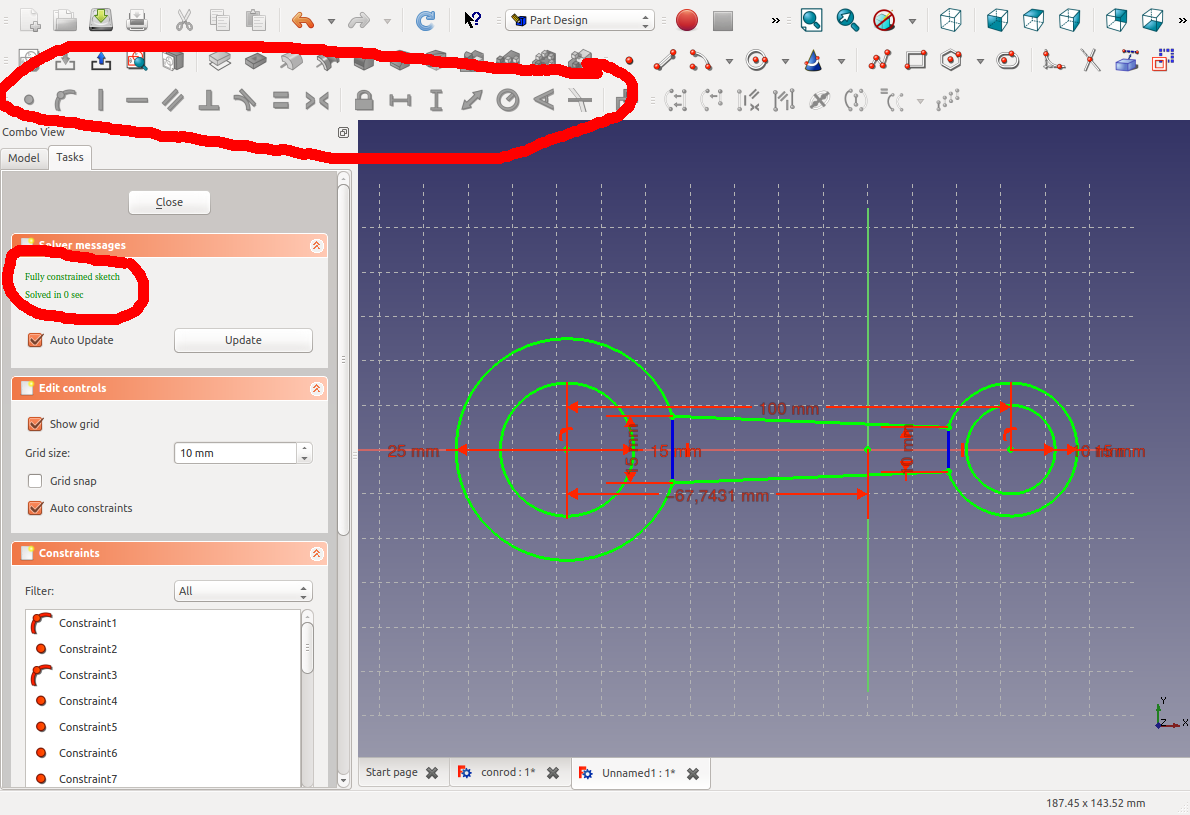 Part Design
»
»
Combo View
Model
Tasks
Close
Solver messages
Fully constrained sketch
Solved in 0 sec
Auto Update
Update
Edit controls
Show grid
Grid size:
10 mm
Grid snap
Auto constraints
Constraints
Filter:
All
Constraint1
Constraint2
Constraint3
Constraint4
Constraint5
Constraint6
Constraint7
100 mm
25 mm
15 mm
10 mm
-67,7431 mm
Y
Z
X
Start page
conrod : 1*
Unnamed1 : 1*
187.45 x 143.52 mm